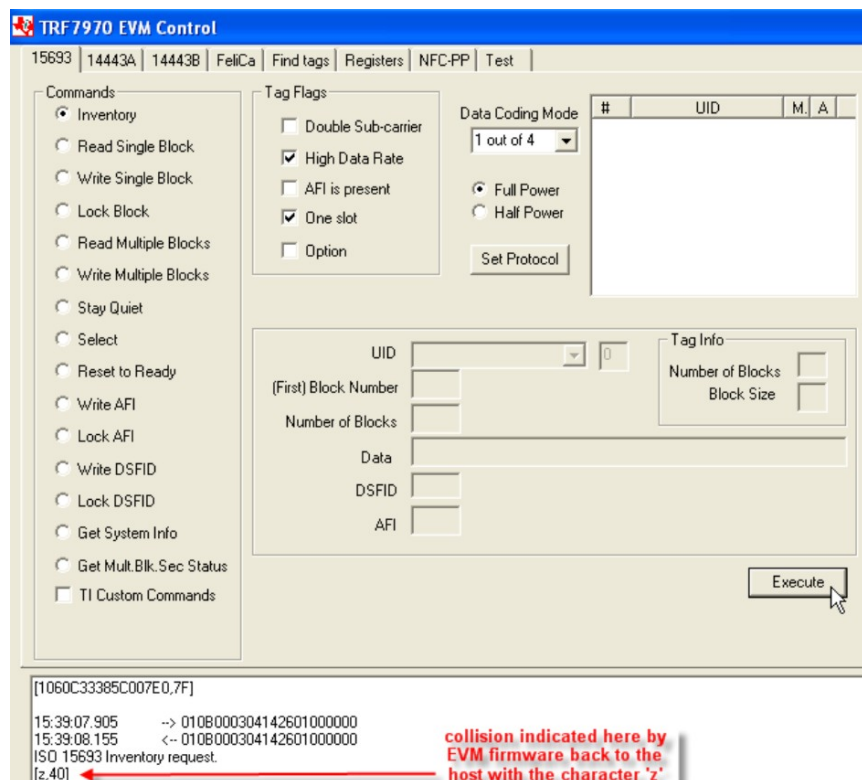 TRF7970 EVM Control
15693 14443A 14443B FeliCa Find tags Registers NFC-PP Test
Commands
Inventory
Read Single Block
Write Single Block
Lock Block
Read Multiple Blocks
Write Multiple Blocks
Stay Quiet
Select
Reset to Ready
Write AFI
Lock AFI
Write DSFID
Lock DSFID
Get System Info
Get Mult.Blk.Sec Status
TI Custom Commands
Tag Flags
Double Sub-carrier
High Data Rate
AFI is present
One slot
Option
Data Coding Mode
1 out of 4
Full Power
Half Power
Set Protocol
# UID M. A
UID 0
(First) Block Number
Number of Blocks
Data
DSFID
AFI
Tag Info
Number of Blocks
Block Size
Execute
[1060C33385C007E0,7F]
15:39:07.905 --> 010B000304142601000000
15:39:08.155 <-- 010B000304142601000000
ISO 15693 Inventory request.
[z,40]
collision indicated here by
EVM firmware back to the
host with the character 'z'